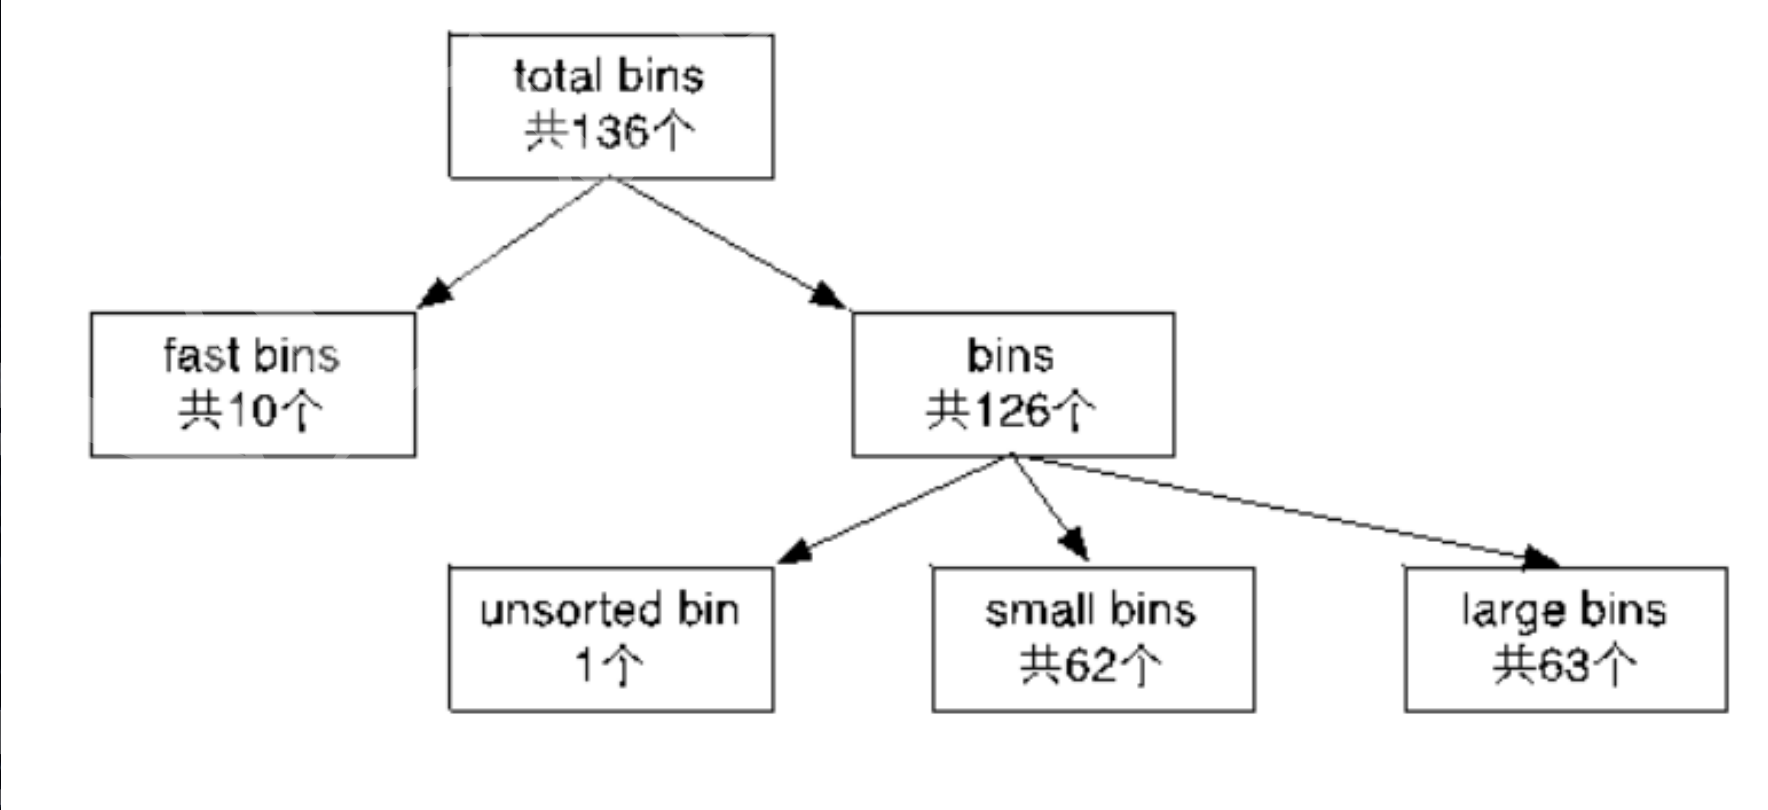 total bins
共136个
fast bins
共10个
bins
共126个
unsorted bin
1个
small bins
共62个
large bins
共63个